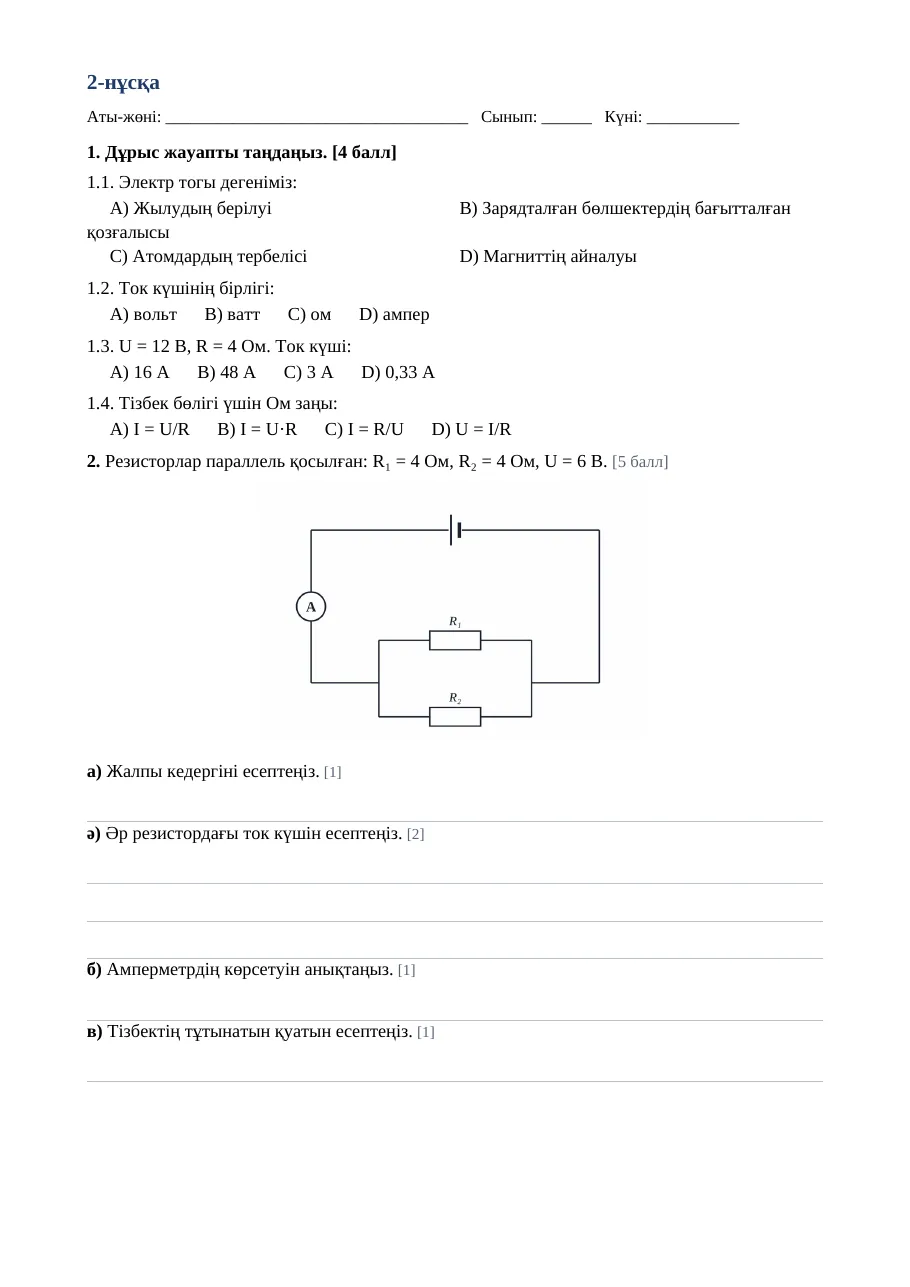 2-нұсқа
Аты-жөні: ____________________________________ Сынып: ______ Күні: ___________
1. Дұрыс жауапты таңдаңыз. [4 балл]
1.1. Электр тогы дегеніміз:
A) Жылудың берілуі B) Зарядталған бөлшектердің бағытталған
қозғалысы
C) Атомдардың тербелісі D) Магниттің айналуы
1.2. Ток күшінің бірлігі:
A) вольт B) ватт C) ом D) ампер
1.3. U = 12 В, R = 4 Ом. Ток күші:
A) 16 А B) 48 А C) 3 А D) 0,33 А
1.4. Тізбек бөлігі үшін Ом заңы:
A) I = U/R B) I = U·R C) I = R/U D) U = I/R
2. Резисторлар параллель қосылған: R₁ = 4 Ом, R₂ = 4 Ом, U = 6 В. [5 балл]
A
R₁
R₂
а) Жалпы кедергіні есептеңіз. [1]
ә) Әр резистордағы ток күшін есептеңіз. [2]
б) Амперметрдің көрсетуін анықтаңыз. [1]
в) Тізбектің тұтынатын қуатын есептеңіз. [1]